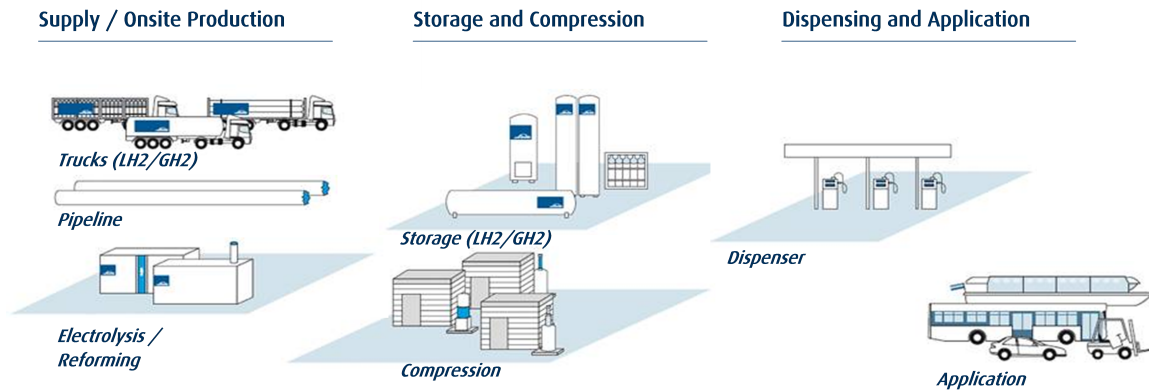 Supply / Onsite Production
Storage and Compression
Dispensing and Application
Trucks (LH2/GH2)
Pipeline
Electrolysis /
Reforming
Storage (LH2/GH2)
Compression
Dispenser
Application